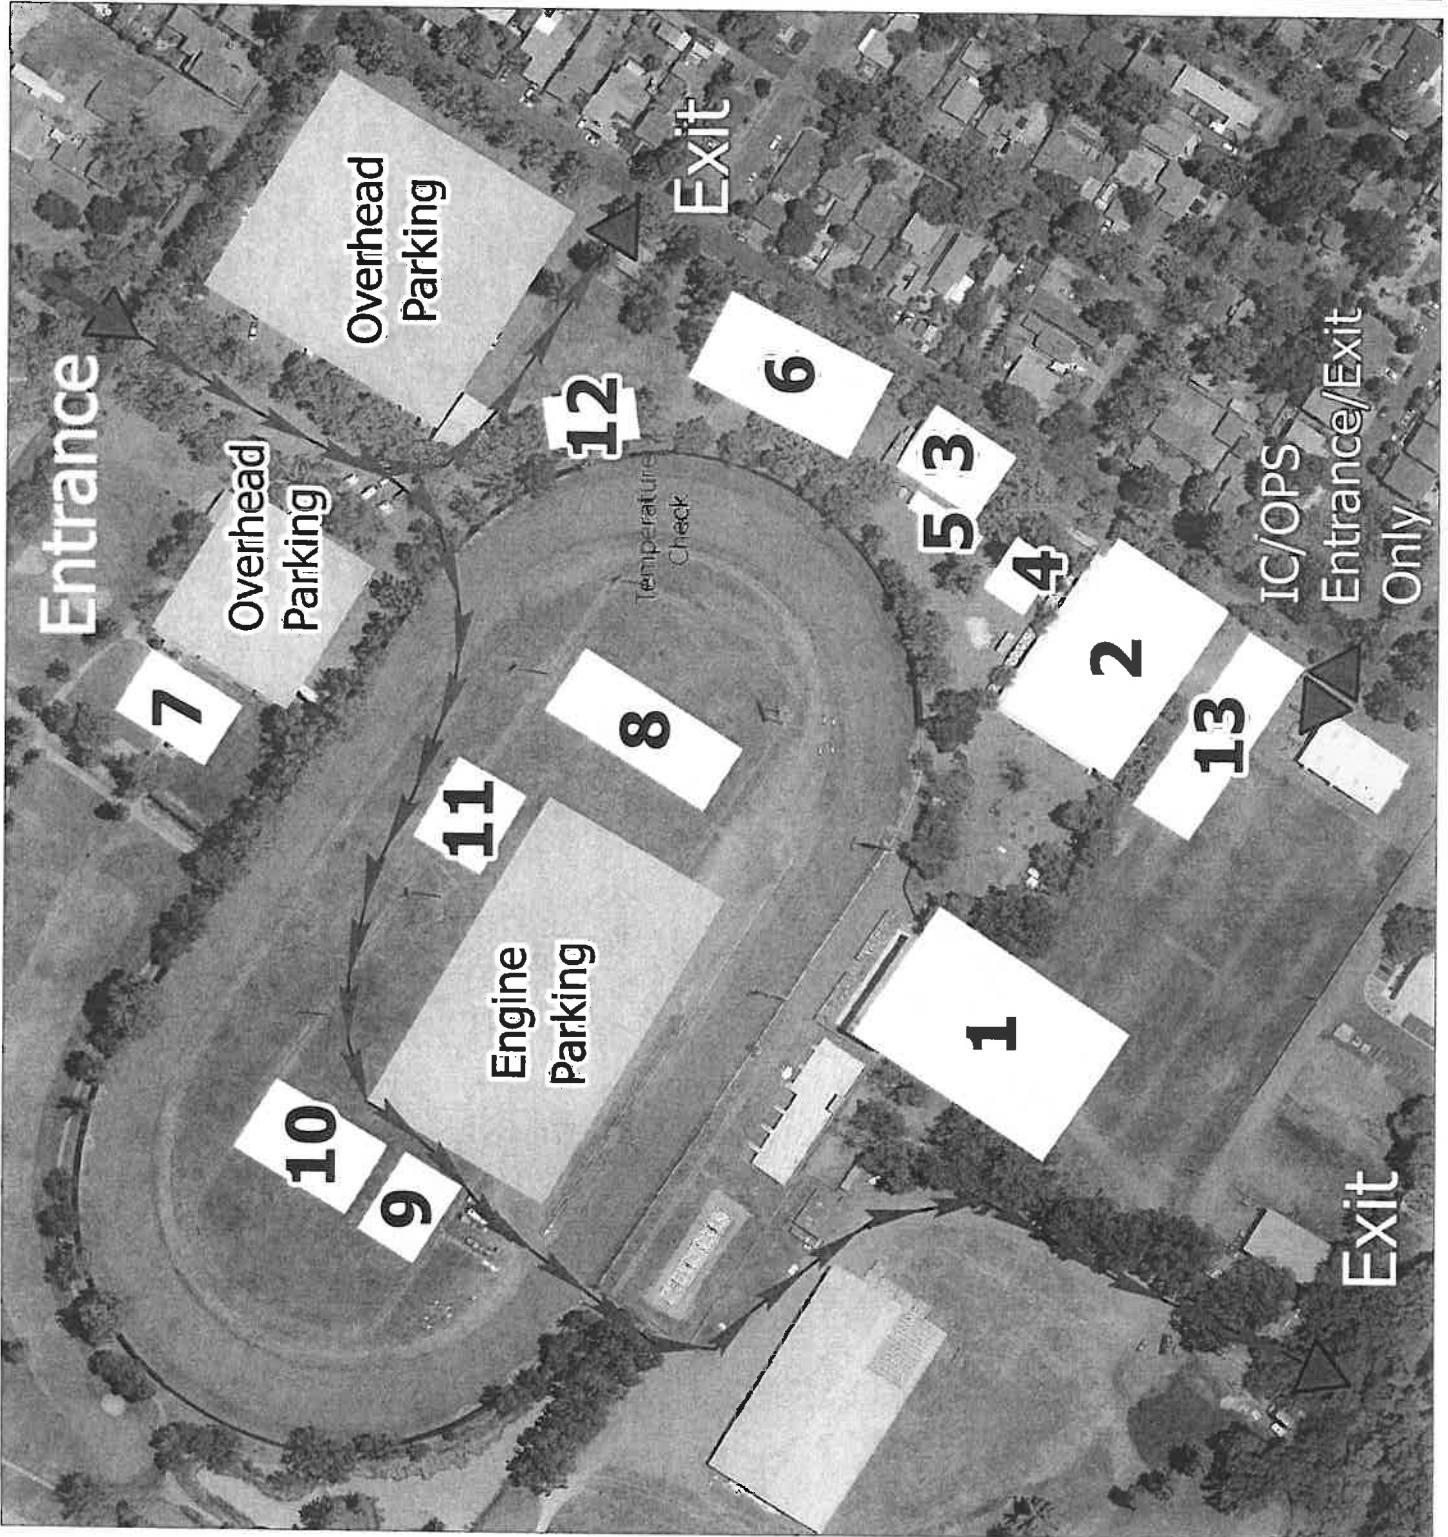 Entrance
7
Overhead
Parking
10
Overhead
Parking
9
11
Engine
Parking
12
8
Temperature
Check
Exit
6
5
3
1
4
2
13
IC/OPS
Entrance/Exit
Only
Exit